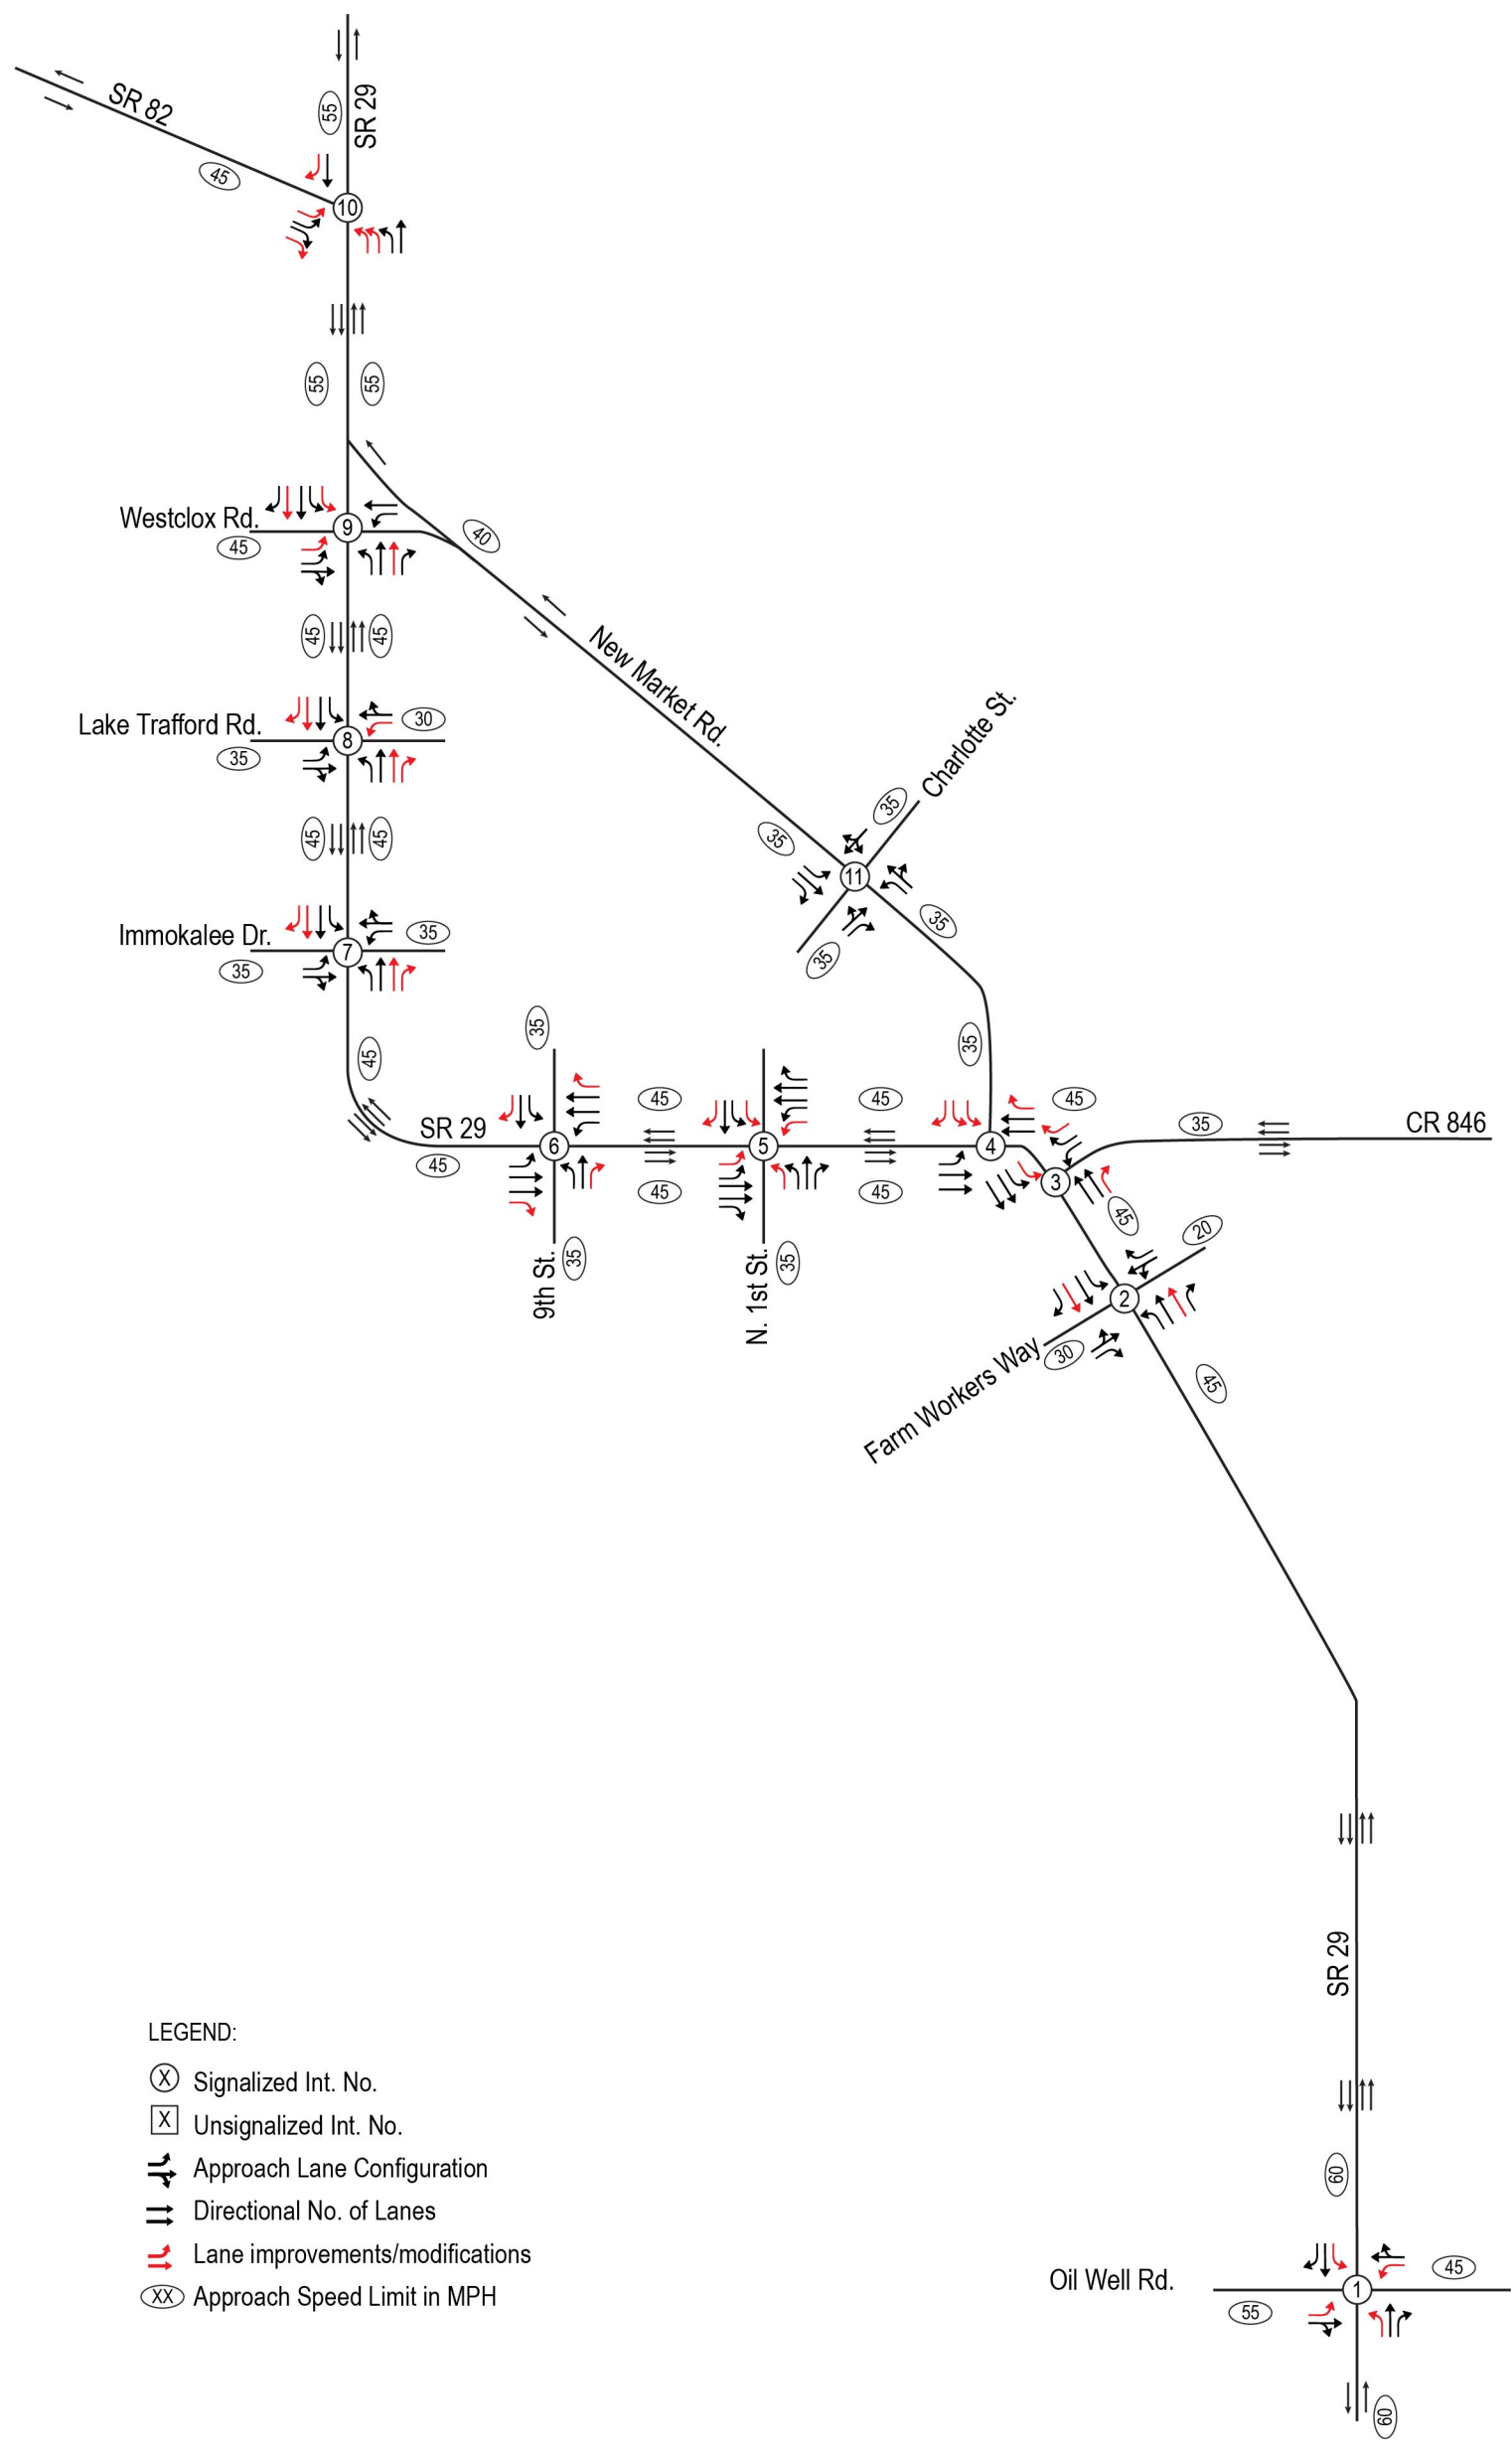 SR 82
55
SR 29
45
10
55
55
Westclox Rd.
45
9
40
45
45
New Market Rd.
Lake Trafford Rd.
35
8
30
Charlotte St.
35
35
11
35
35
45
45
Immokalee Dr.
35
7
35
45
35
35
SR 29
45
6
45
45
5
45
45
4
45
3
45
35
CR 846
9th St.
35
N. 1st St.
35
20
2
Farm Workers Way
30
45
SR 29
60
Oil Well Rd.
55
1
45
60
LEGEND:
X Signalized Int. No.
X Unsignalized Int. No.
Approach Lane Configuration
Directional No. of Lanes
Lane improvements/modifications
XX Approach Speed Limit in MPH